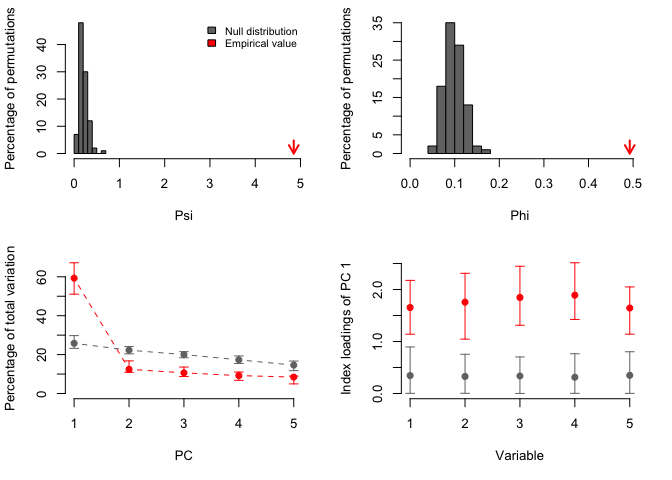 Percentage of permutations
40
30
20
10
0
0 1 2 3 4 5
Psi
Null distribution
Empirical value
Percentage of permutations
35
25
15
5
0
0.0 0.1 0.2 0.3 0.4 0.5
Phi
Percentage of total variation
60
40
20
0
1 2 3 4 5
PC
Index loadings of PC 1
2.0
1.0
0.0
1 2 3 4 5
Variable